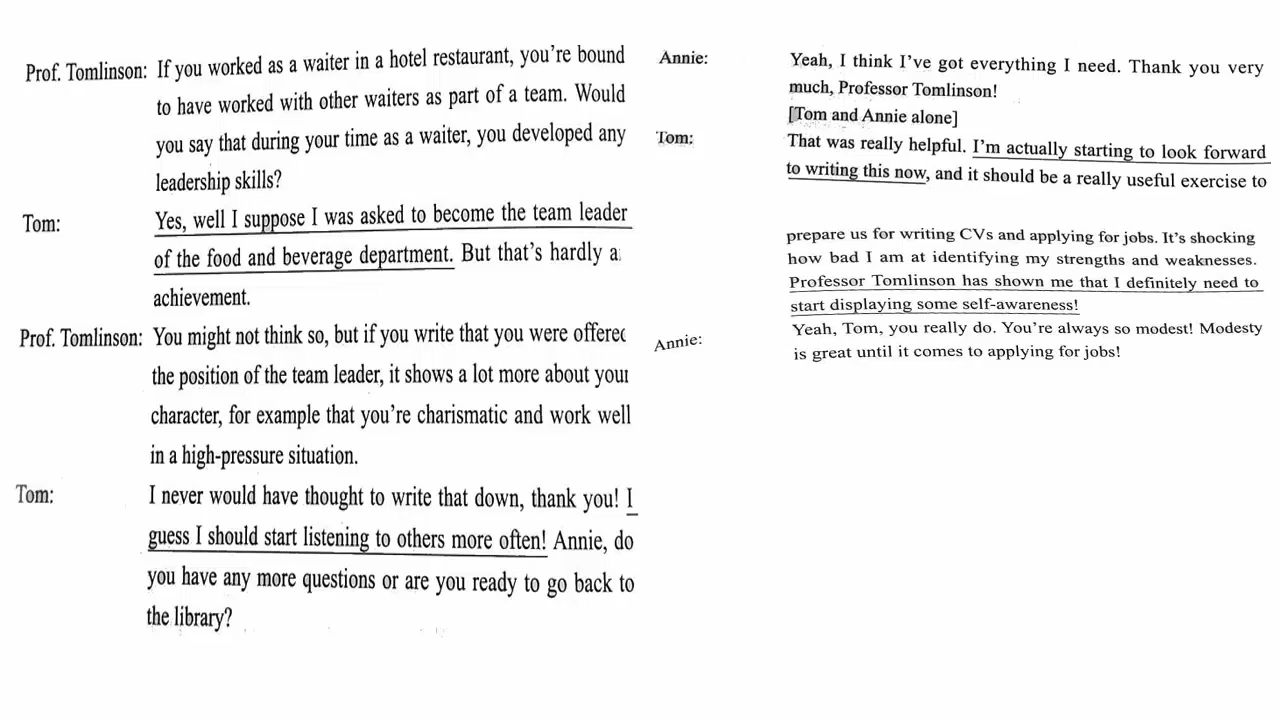 Prof. Tomlinson: If you worked as a waiter in a hotel restaurant, you're bound
to have worked with other waiters as part of a team. Would
you say that during your time as a waiter, you developed any
leadership skills?
Tom: Yes, well I suppose I was asked to become the team leader
of the food and beverage department. But that's hardly a
achievement.
Prof. Tomlinson: You might not think so, but if you write that you were offered
the position of the team leader, it shows a lot more about your
character, for example that you're charismatic and work well
in a high-pressure situation.
Tom: I never would have thought to write that down, thank you! I
guess I should start listening to others more often! Annie, do
you have any more questions or are you ready to go back to
the library?
Annie: Yeah, I think I've got everything I need. Thank you very
much, Professor Tomlinson!
[Tom and Annie alone]
Tom: That was really helpful. I'm actually starting to look forward
to writing this now, and it should be a really useful exercise to
prepare us for writing CVs and applying for jobs. It's shocking
how bad I am at identifying my strengths and weaknesses.
Professor Tomlinson has shown me that I definitely need to
start displaying some self-awareness!
Annie: Yeah, Tom, you really do. You're always so modest! Modesty
is great until it comes to applying for jobs!